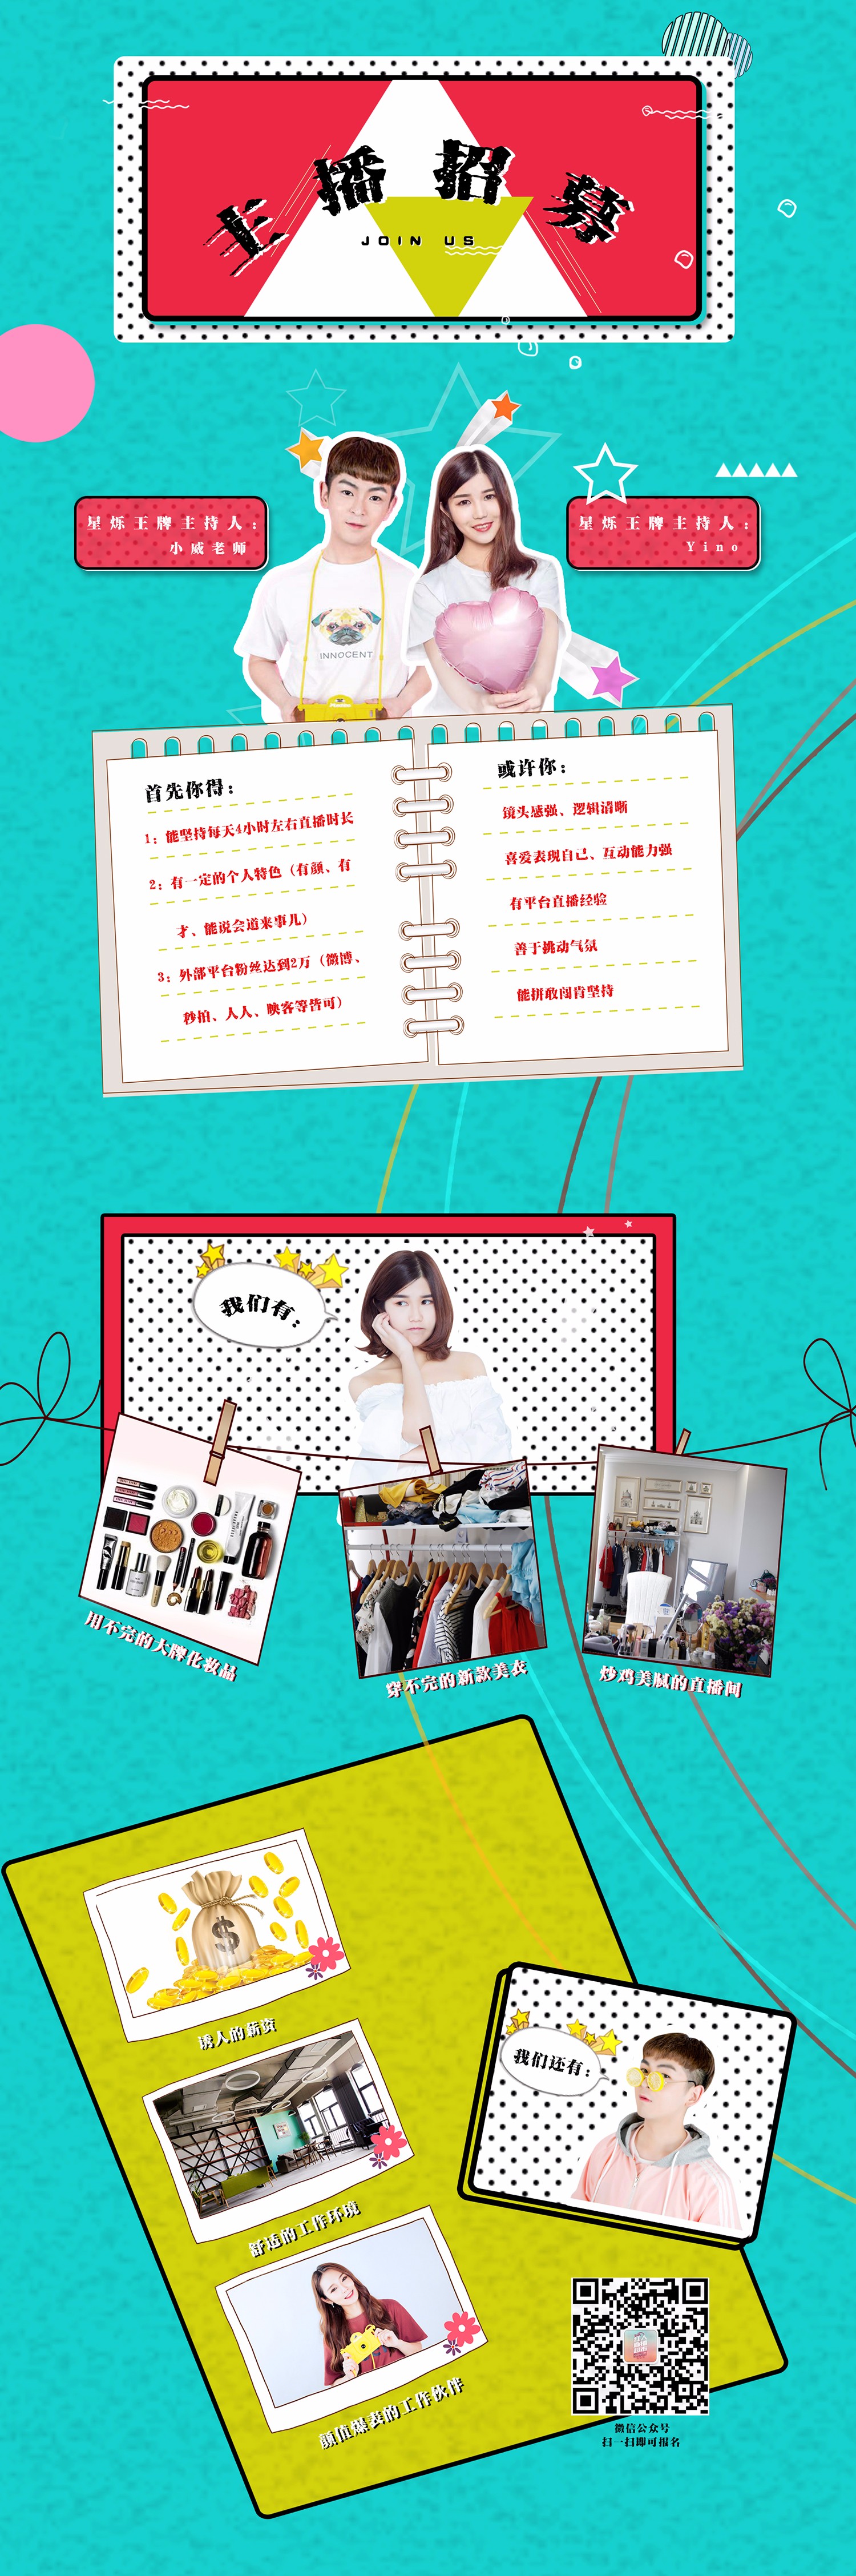 主播招募
JOIN US
星烁王牌主持人:
小威老师
星烁王牌主持人:
Yino
INNOCENT
首先你得:
1: 能坚持每天4小时左右直播时长
2: 有一定的个人特色（有颜、有
才、能说会道来事儿）
3: 外部平台粉丝达到2万（微博、
秒拍、人人、映客等皆可）
或许你:
镜头感强、逻辑清晰
喜爱表现自己、互动能力强
有平台直播经验
善于挑动气氛
能拼敢闯肯坚持
我们有:
用不完的大牌化妆品
穿不完的新款美衣
炒鸡美腻的直播间
$
诱人的薪资
我们还有:
舒适的工作环境
颜值爆表的工作伙伴
微信公众号
扫一扫即可报名